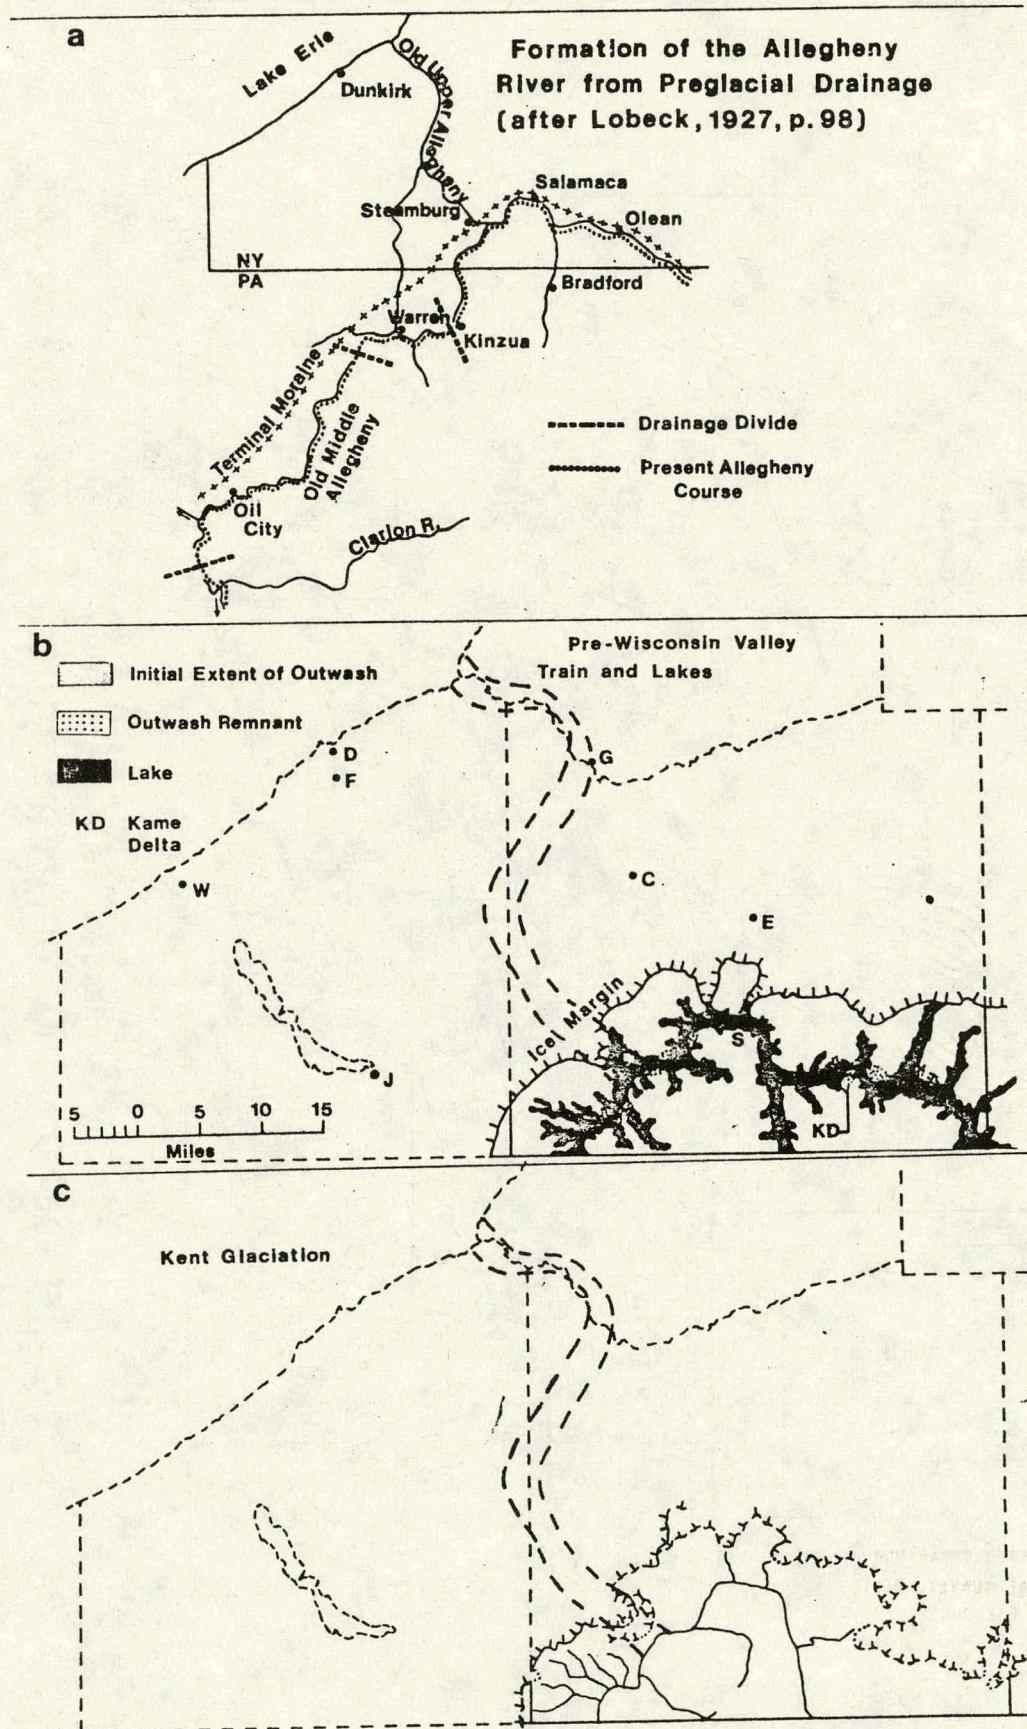 a
Formation of the Allegheny
River from Preglacial Drainage
(after Lobeck, 1927, p. 98)
Lake Erie
Dunkirk
Old Upper Allegheny
Salamaca
Steamburg
Olean
NY
PA
Bradford
Warren
Kinzua
Terminal Moraine
Old Middle
Allegheny
Drainage Divide
Present Allegheny
Course
Oil
City
Clarion R.
b
Pre-Wisconsin Valley
Train and Lakes
Initial Extent of Outwash
Outwash Remnant
Lake
KD Kame
Delta
D
F
G
W
C
E
Icel Margin
S
J
KD
5 0 5 10 15
Miles
c
Kent Glaciation